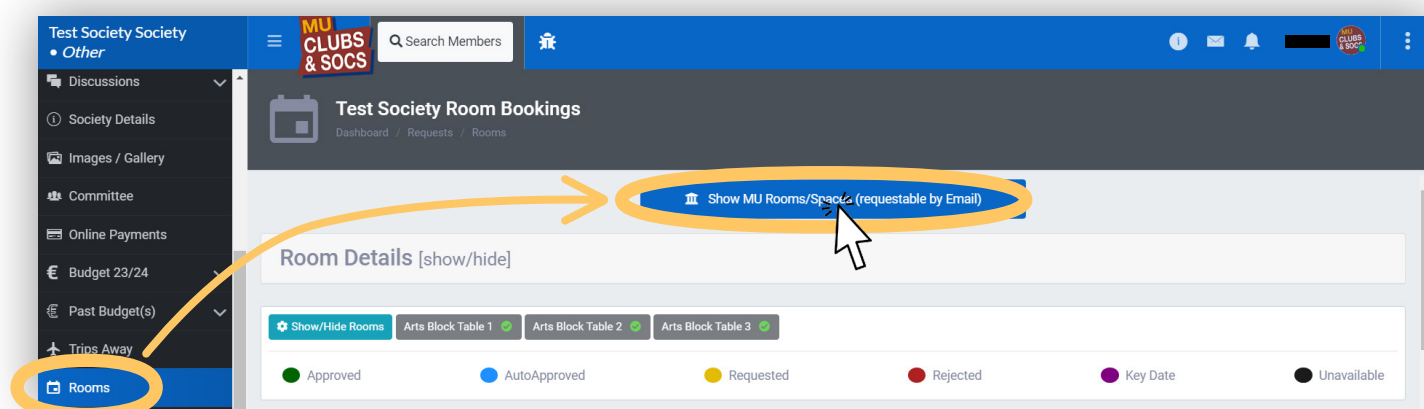 Test Society Society
• Other
MU
CLUBS
& SOCS
Search Members
MU
CLUBS
& SOCS
Discussions
Society Details
Images / Gallery
Committee
Online Payments
Budget 23/24
Past Budget(s)
Trips Away
Rooms
Test Society Room Bookings
Dashboard / Requests / Rooms
Show MU Rooms/Spaces (requestable by Email)
Room Details [show/hide]
Show/Hide Rooms
Arts Block Table 1
Arts Block Table 2
Arts Block Table 3
Approved
AutoApproved
Requested
Rejected
Key Date
Unavailable